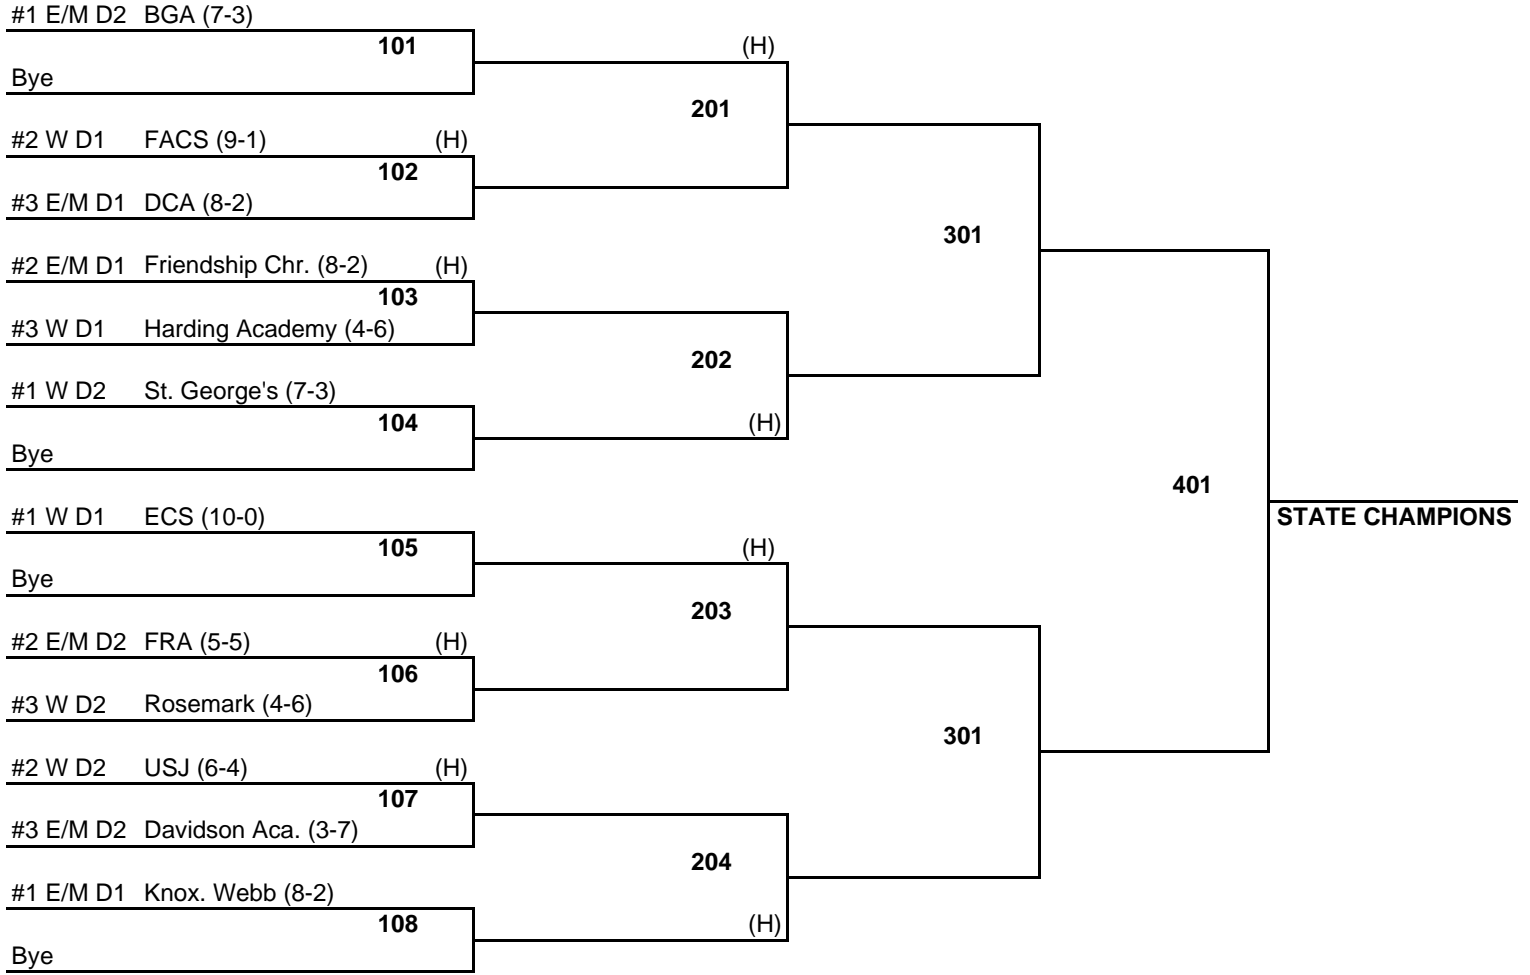 #1 E/M D2 BGA (7-3)
101
(H)
Bye
201
#2 W D1 FACS (9-1) (H)
102
#3 E/M D1 DCA (8-2)
301
#2 E/M D1 Friendship Chr. (8-2) (H)
103
#3 W D1 Harding Academy (4-6)
202
#1 W D2 St. George's (7-3)
104
(H)
Bye
401
#1 W D1 ECS (10-0)
STATE CHAMPIONS
105
(H)
Bye
203
#2 E/M D2 FRA (5-5) (H)
106
#3 W D2 Rosemark (4-6)
301
#2 W D2 USJ (6-4) (H)
107
#3 E/M D2 Davidson Aca. (3-7)
204
#1 E/M D1 Knox. Webb (8-2)
108
(H)
Bye